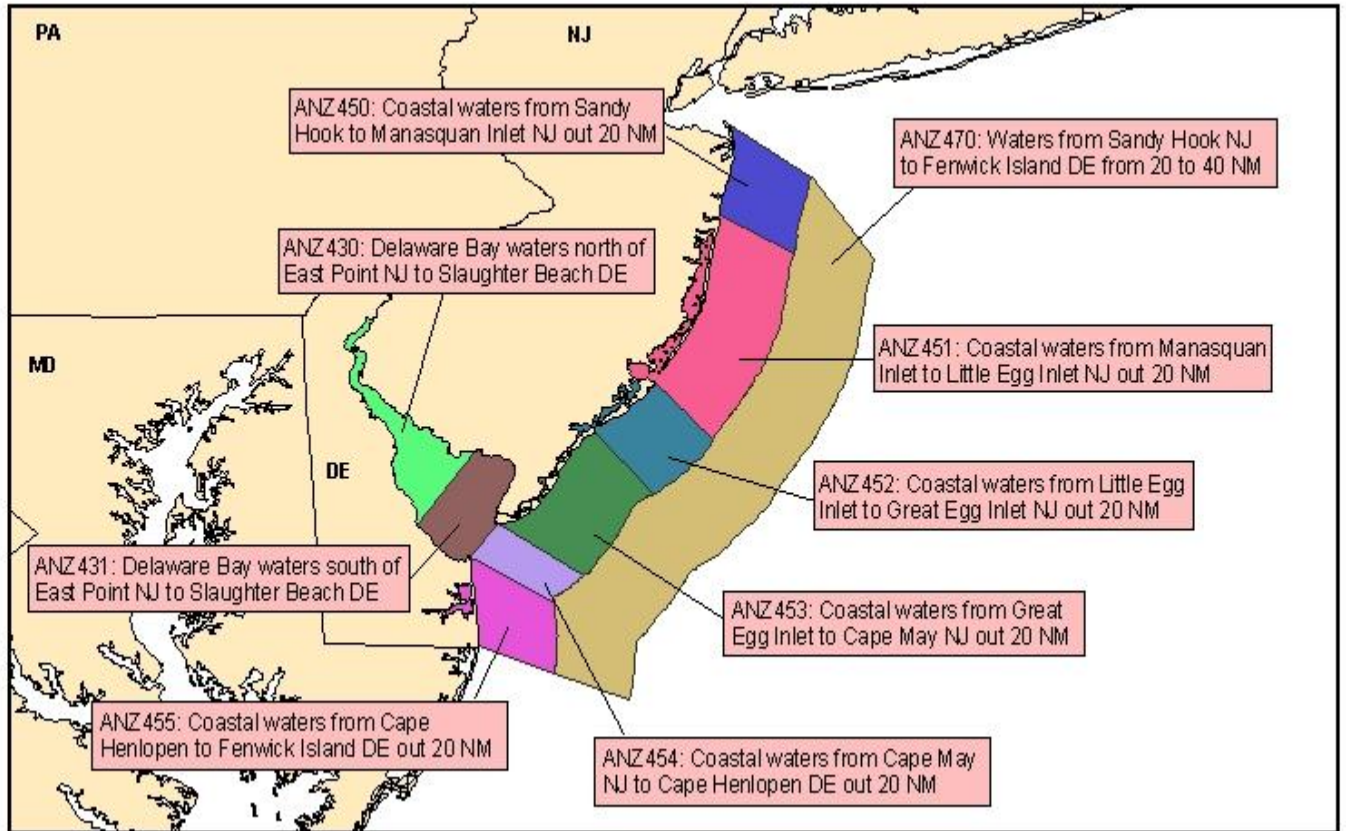 PA
NJ
ANZ450: Coastal waters from Sandy
Hook to Manasquan Inlet NJ out 20 NM
ANZ470: Waters from Sandy Hook NJ
to Fenwick Island DE from 20 to 40 NM
ANZ430: Delaware Bay waters north of
East Point NJ to Slaughter Beach DE
ANZ451: Coastal waters from Manasquan
Inlet to Little Egg Inlet NJ out 20 NM
MD
DE
ANZ452: Coastal waters from Little Egg
Inlet to Great Egg Inlet NJ out 20 NM
ANZ431: Delaware Bay waters south of
East Point NJ to Slaughter Beach DE
ANZ453: Coastal waters from Great
Egg Inlet to Cape May NJ out 20 NM
ANZ455: Coastal waters from Cape
Henlopen to Fenwick Island DE out 20 NM
ANZ454: Coastal waters from Cape May
NJ to Cape Henlopen DE out 20 NM